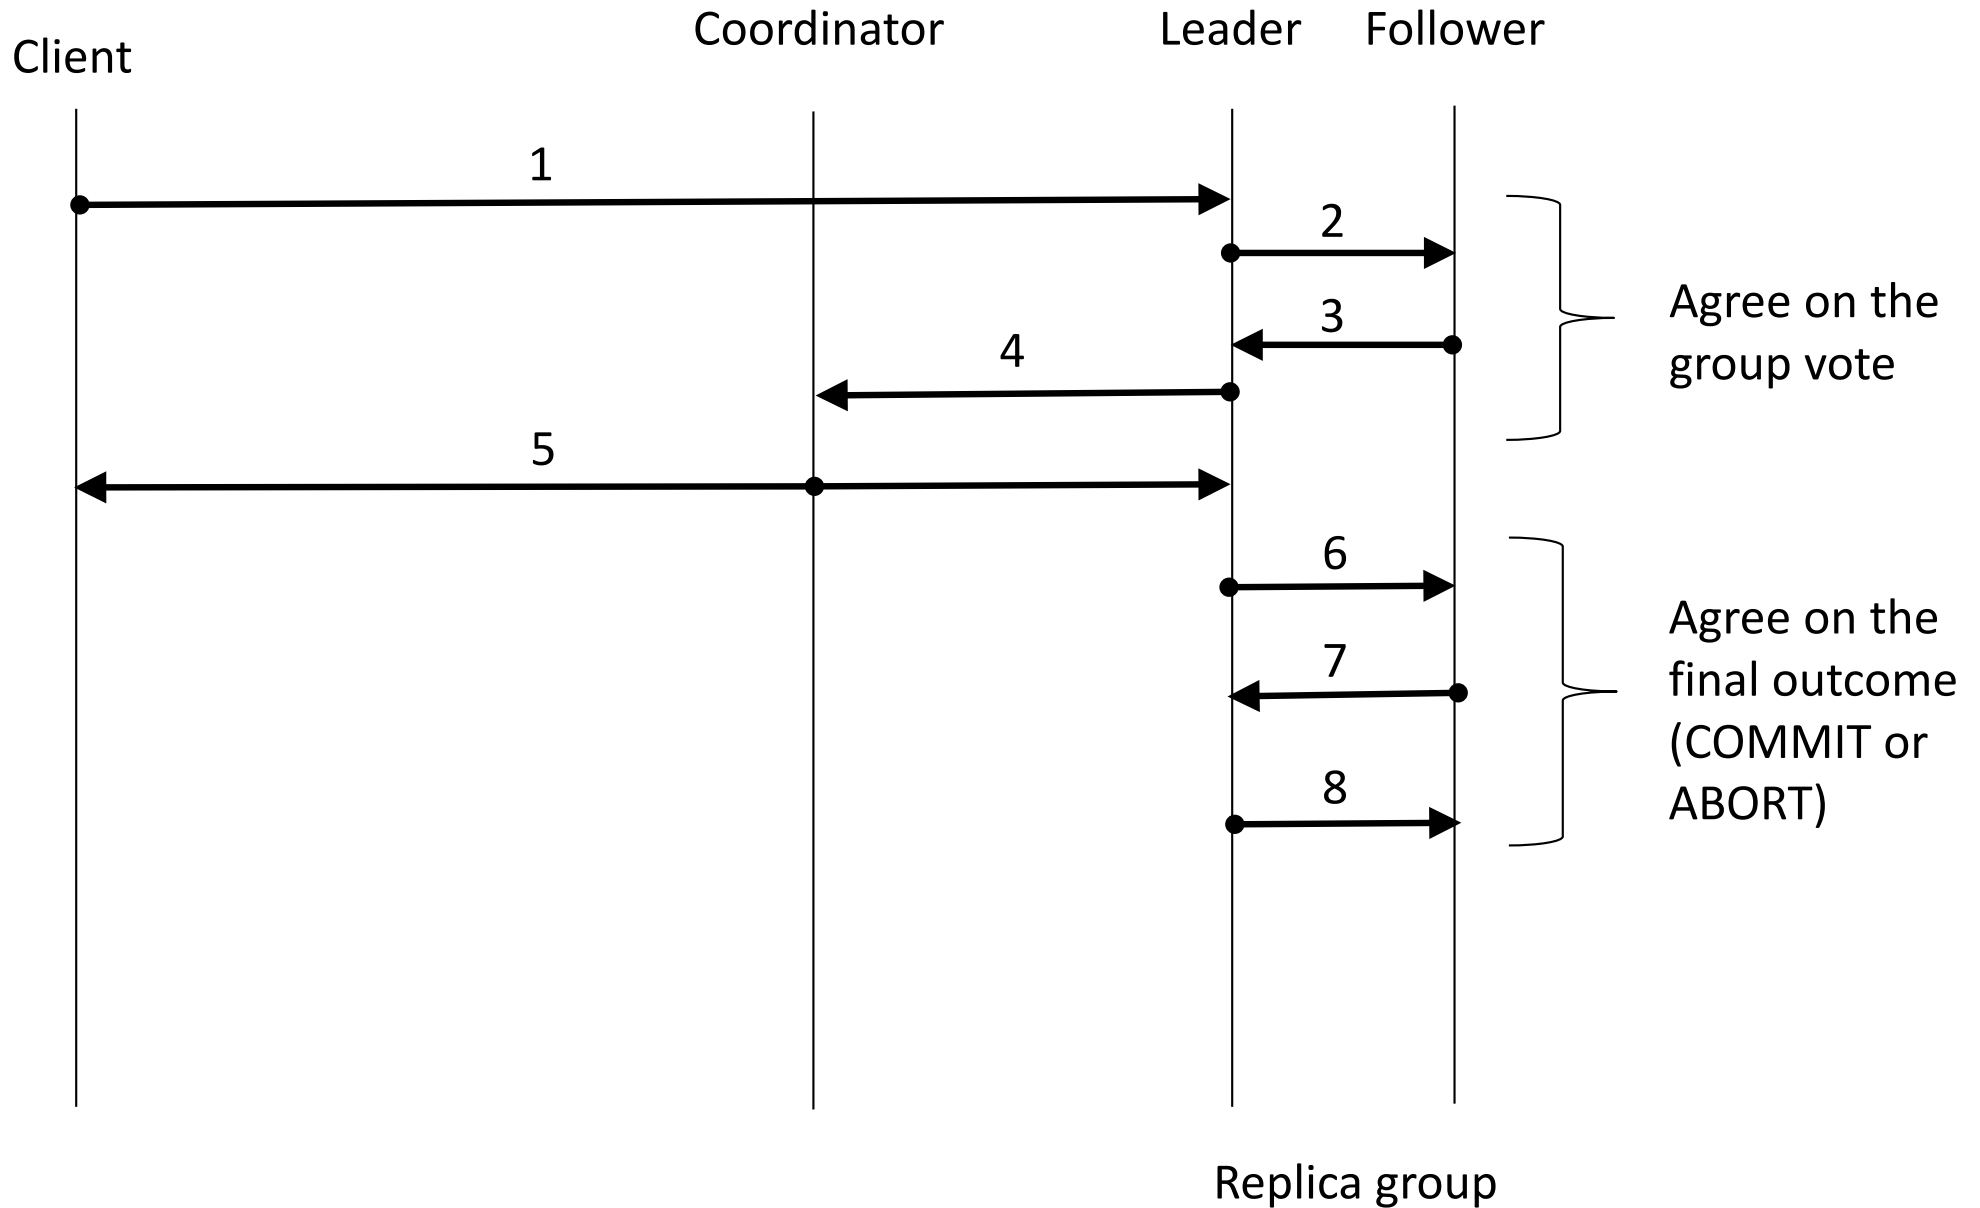 Client
Coordinator
Leader
Follower
1
2
3
4
5
6
7
8
Agree on the
group vote
Agree on the
final outcome
(COMMIT or
ABORT)
Replica group